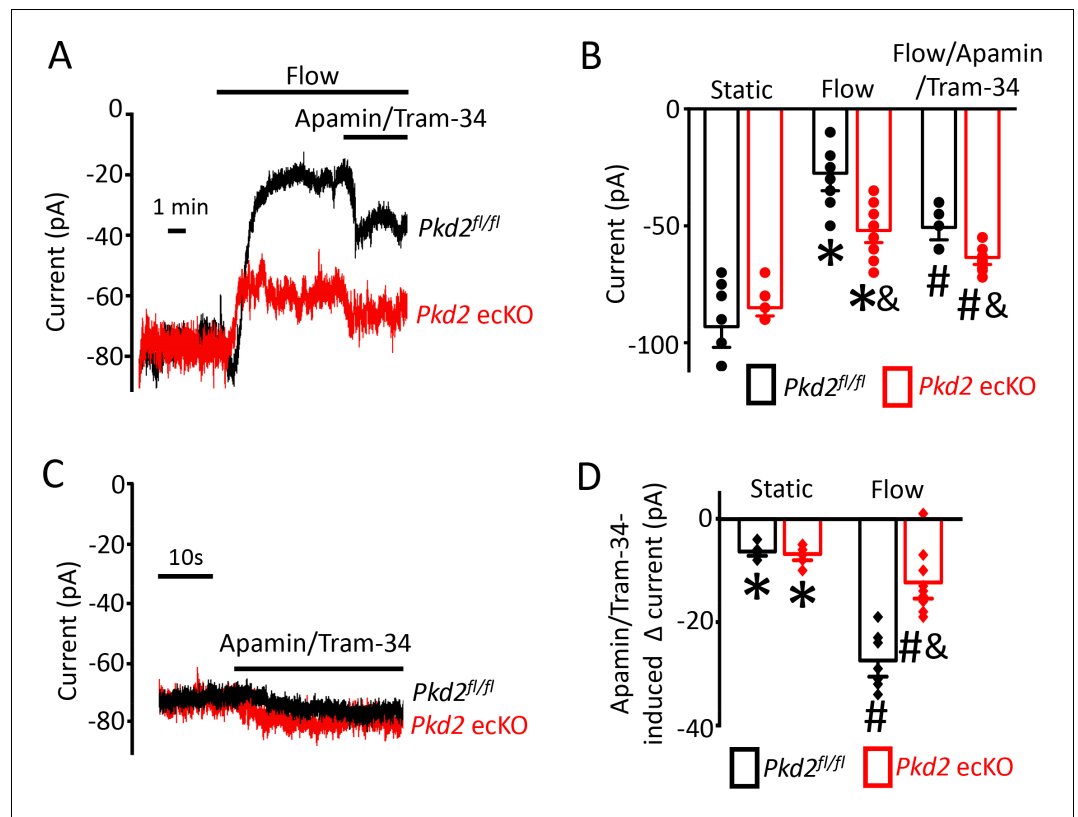 A
Flow
Apamin/Tram-34
0
-20
-40
-60
-80
Current (pA)
1 min
Pkd2fl/fl
Pkd2 ecKO
B
Static
Flow
Flow/Apamin
/Tram-34
0
-50
-100
Current (pA)
*
*&
#
#&
Pkd2fl/fl
Pkd2 ecKO
C
0
-20
-40
-60
-80
Current (pA)
10s
Apamin/Tram-34
Pkd2fl/fl
Pkd2 ecKO
D
Static
Flow
0
-20
-40
Apamin/Tram-34-
induced Δ current (pA)
*
*
#
#&
Pkd2fl/fl
Pkd2 ecKO